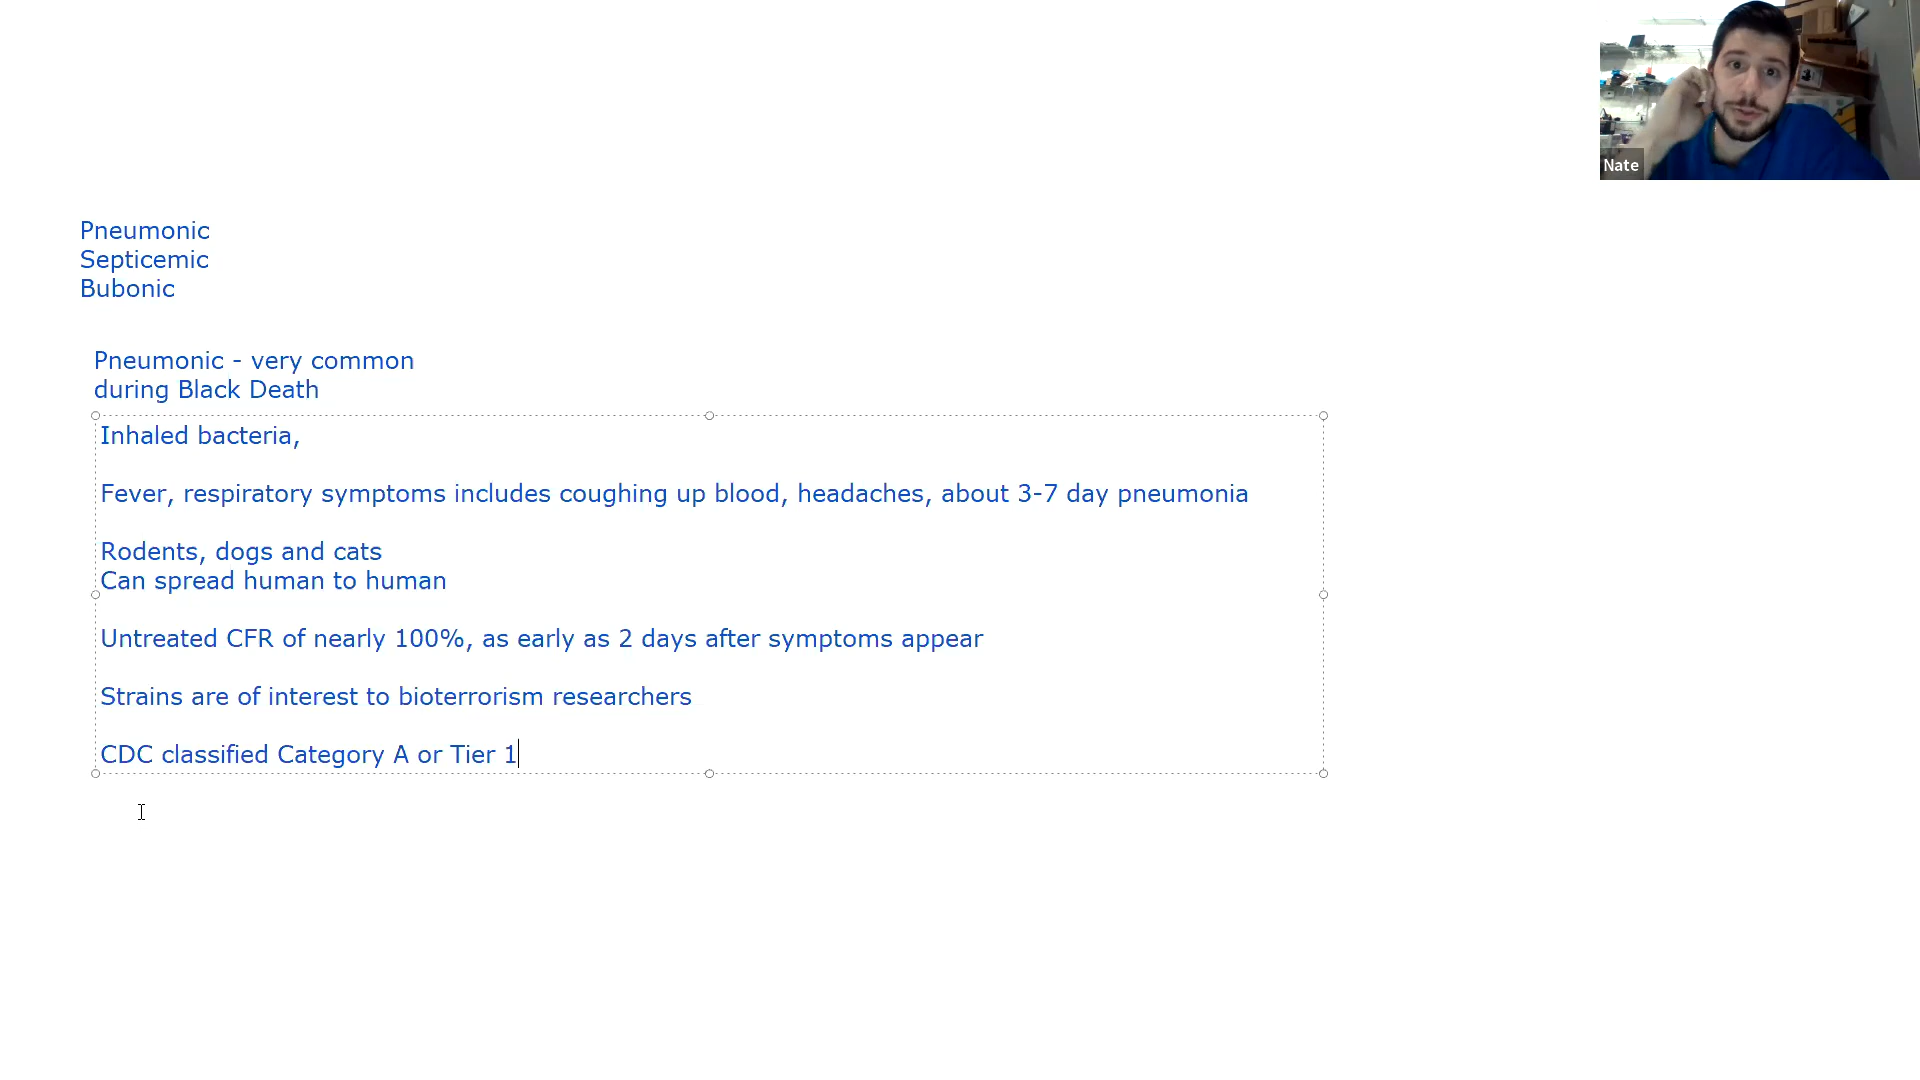 Nate
Pneumonic
Septicemic
Bubonic
Pneumonic - very common
during Black Death
Inhaled bacteria,
Fever, respiratory symptoms includes coughing up blood, headaches, about 3-7 day pneumonia
Rodents, dogs and cats
Can spread human to human
Untreated CFR of nearly 100%, as early as 2 days after symptoms appear
Strains are of interest to bioterrorism researchers
CDC classified Category A or Tier 1